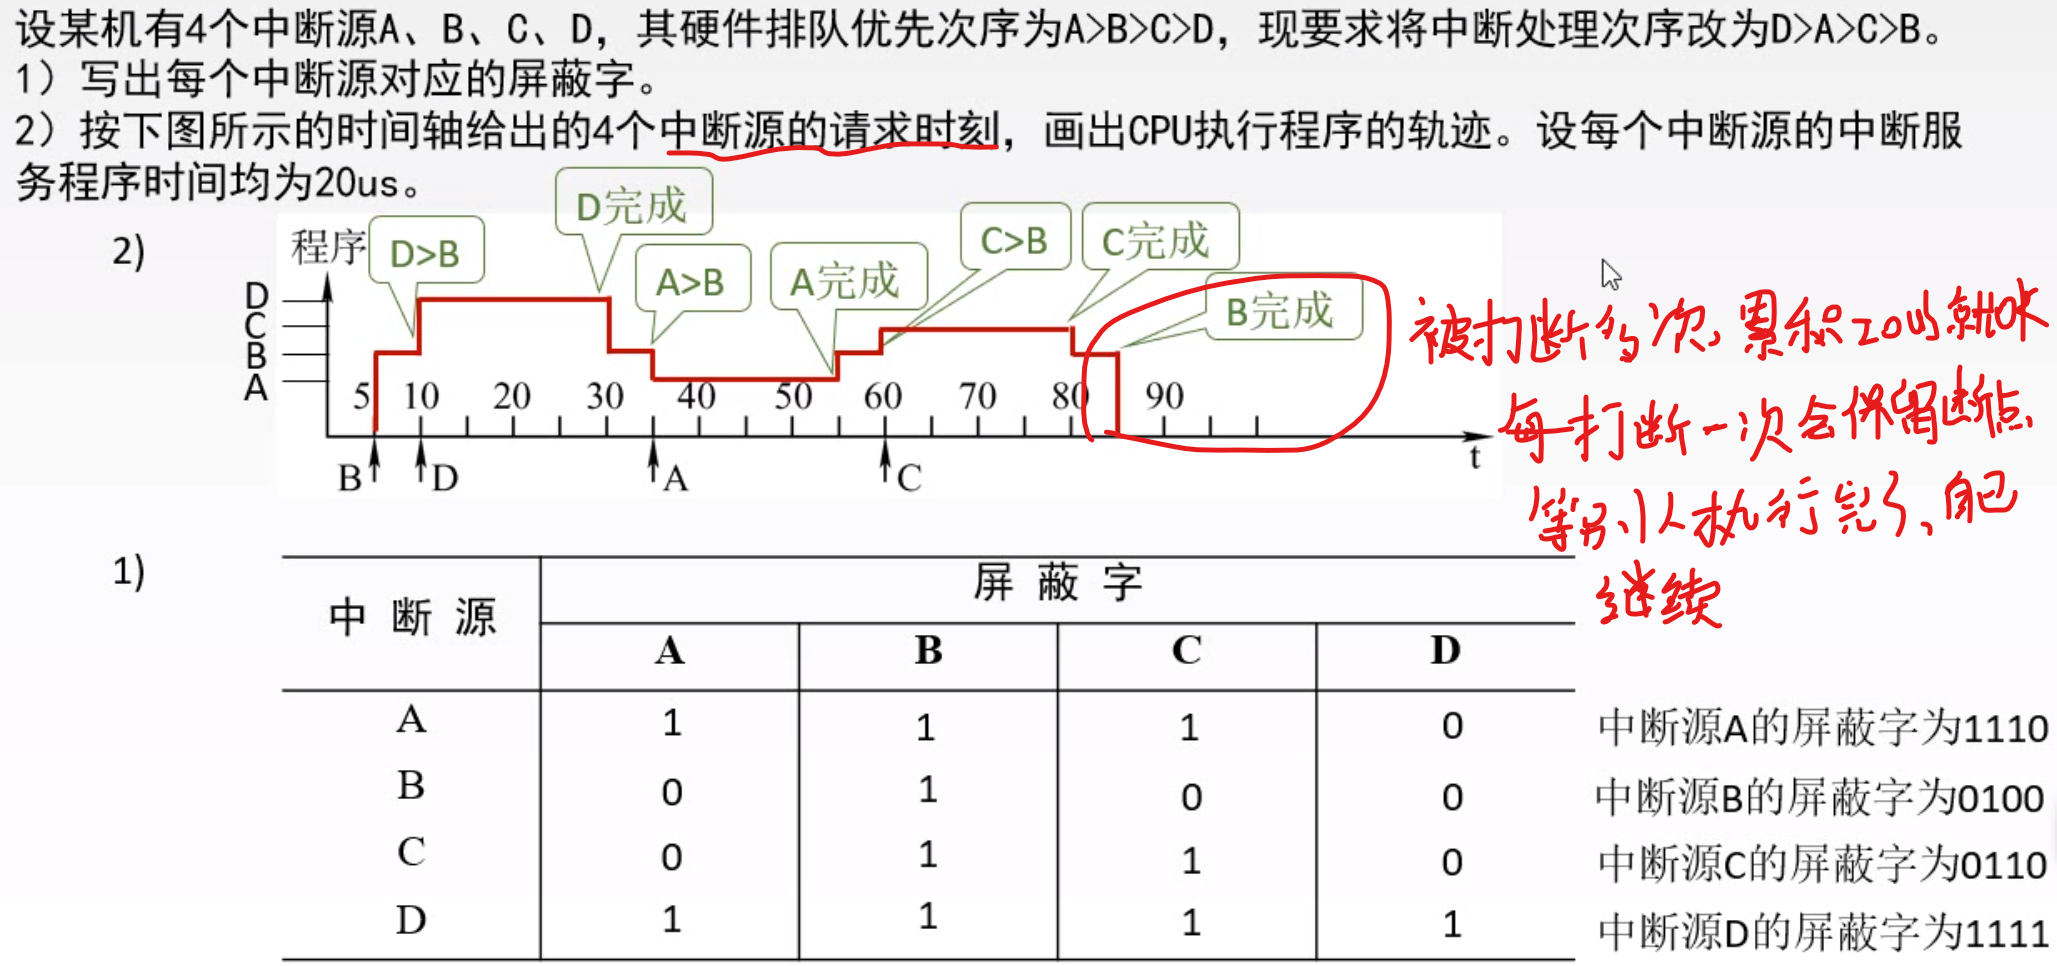 设某机有4个中断源A、B、C、D，其硬件排队优先次序为A>B>C>D，现要求将中断处理次序改为D>A>C>B。
1）写出每个中断源对应的屏蔽字。
2）按下图所示的时间轴给出的4个中断源的请求时刻，画出CPU执行程序的轨迹。设每个中断源的中断服
务程序时间均为20us。
2)
程序
D>B
D完成
A>B
A完成
C>B
C完成
B完成
D
C
B
A
5 10 20 30 40 50 60 70 80 90
t
B D A C
被打断多次，累积20us就咔
每打断一次会保留断点，
等别人执行完了，自己
继续
1)
中断源 屏蔽字
A B C D
A 1 1 1 0 中断源A的屏蔽字为1110
B 0 1 0 0 中断源B的屏蔽字为0100
C 0 1 1 0 中断源C的屏蔽字为0110
D 1 1 1 1 中断源D的屏蔽字为1111